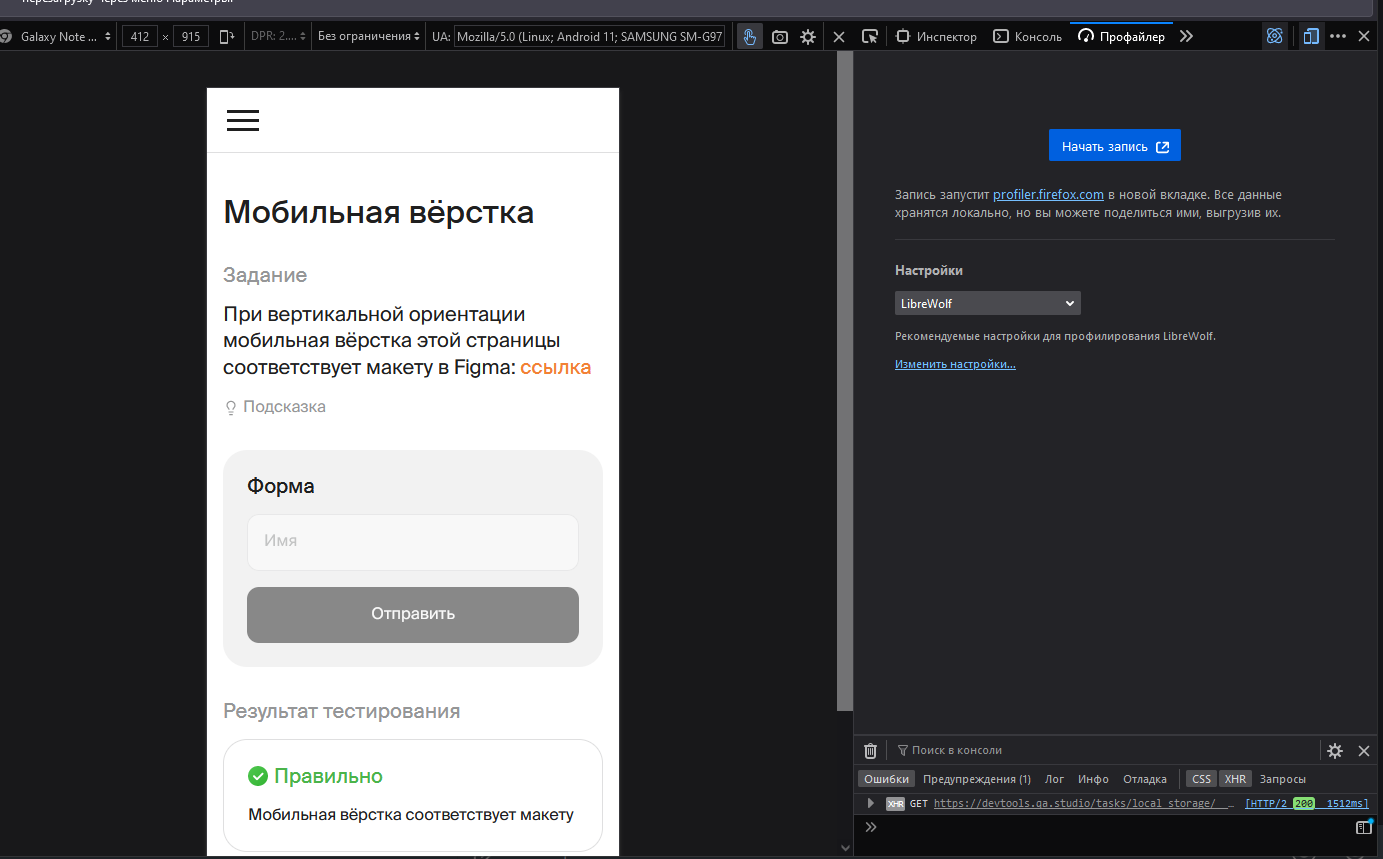 перезагрузку через меню Параметры.
Galaxy Note ... 412 × 915 DPR: 2.... Без ограничения UA: Mozilla/5.0 (Linux; Android 11; SAMSUNG SM-G97
Инспектор Консоль Профайлер
Мобильная вёрстка
Задание
При вертикальной ориентации
мобильная вёрстка этой страницы
соответствует макету в Figma: ссылка
Подсказка
Форма
Имя
Отправить
Результат тестирования
Правильно
Мобильная вёрстка соответствует макету
Начать запись
Запись запустит profiler.firefox.com в новой вкладке. Все данные
хранятся локально, но вы можете поделиться ими, выгрузив их.
Настройки
LibreWolf
Рекомендуемые настройки для профилирования LibreWolf.
Изменить настройки...
Поиск в консоли
Ошибки Предупреждения (1) Лог Инфо Отладка CSS XHR Запросы
XHR GET https://devtools.qa.studio/tasks/local_storage/ [HTTP/2 200 1512ms]